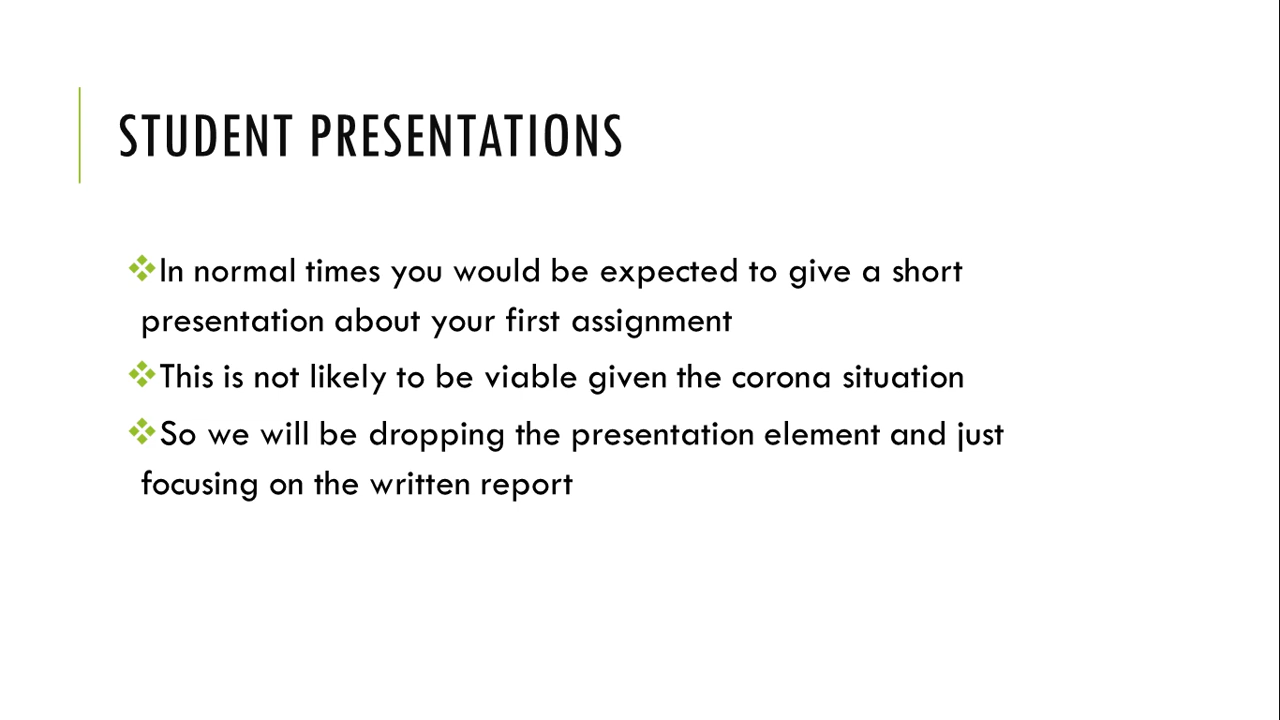 STUDENT PRESENTATIONS
❖In normal times you would be expected to give a short
presentation about your first assignment
❖This is not likely to be viable given the corona situation
❖So we will be dropping the presentation element and just
focusing on the written report